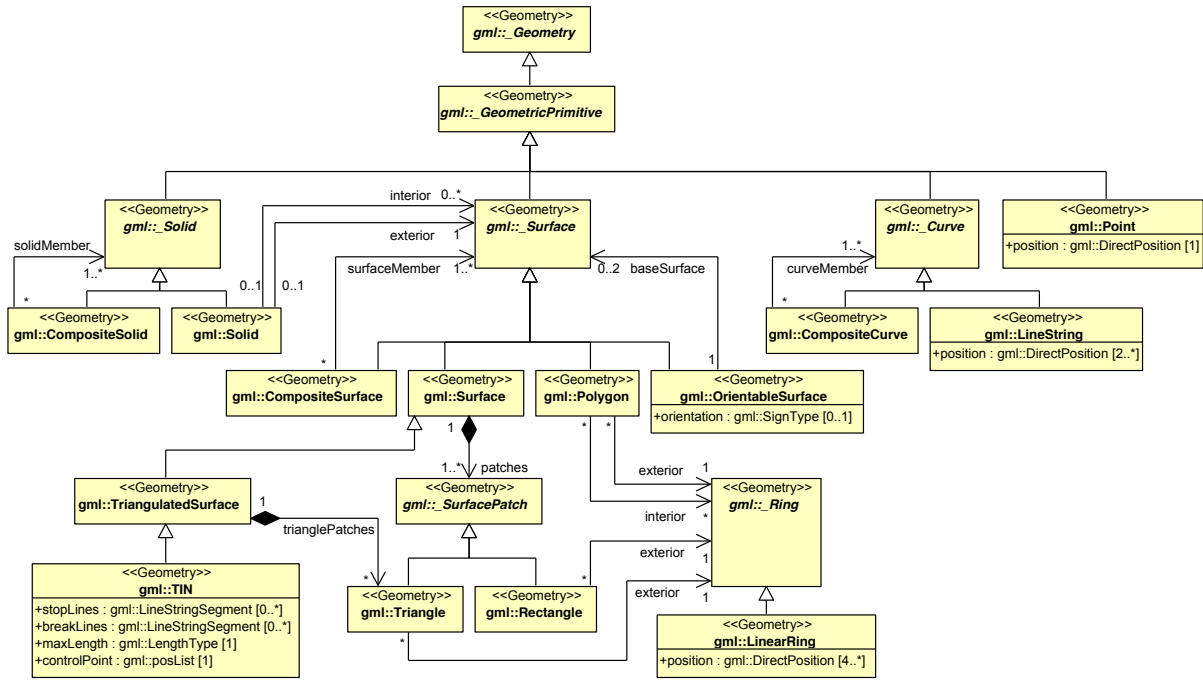 <<Geometry>>
gml::_Geometry
<<Geometry>>
gml::_GeometricPrimitive
<<Geometry>>
gml::_Solid
interior
0..*
exterior
1
<<Geometry>>
gml::_Surface
<<Geometry>>
gml::_Curve
<<Geometry>>
gml::Point
+position : gml::DirectPosition [1]
solidMember
1..*
*
surfaceMember
1..*
0..2
baseSurface
1..*
curveMember
*
0..1
0..1
<<Geometry>>
gml::CompositeSolid
<<Geometry>>
gml::Solid
<<Geometry>>
gml::CompositeCurve
<<Geometry>>
gml::LineString
+position : gml::DirectPosition [2..*]
*
1
<<Geometry>>
gml::CompositeSurface
<<Geometry>>
gml::Surface
<<Geometry>>
gml::Polygon
<<Geometry>>
gml::OrientableSurface
+orientation : gml::SignType [0..1]
1
*
*
1..*
patches
exterior
1
<<Geometry>>
gml::TriangulatedSurface
1
trianglePatches
*
<<Geometry>>
gml::_SurfacePatch
interior
*
<<Geometry>>
gml::_Ring
exterior
1
*
exterior
1
<<Geometry>>
gml::TIN
+stopLines : gml::LineStringSegment [0..*]
+breakLines : gml::LineStringSegment [0..*]
+maxLength : gml::LengthType [1]
+controlPoint : gml::posList [1]
<<Geometry>>
gml::Triangle
*
<<Geometry>>
gml::Rectangle
<<Geometry>>
gml::LinearRing
+position : gml::DirectPosition [4..*]